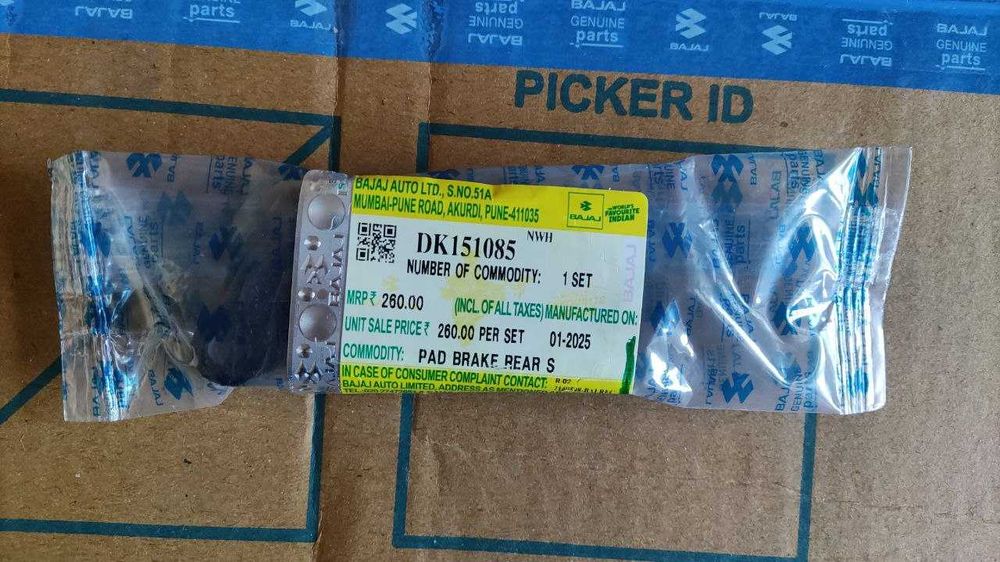 BAJAJ
GENUINE
parts
PICKER ID
BAJAJ AUTO LTD., S.NO.51A
MUMBAI-PUNE ROAD, AKURDI, PUNE-411035
BAJAJ
WORLD'S
FAVOURITE
INDIAN
DK151085 NWH
NUMBER OF COMMODITY: 1 SET
MRP ₹ 260.00 (INCL. OF ALL TAXES) MANUFACTURED ON:
UNIT SALE PRICE ₹ 260.00 PER SET 01-2025
COMMODITY: PAD BRAKE REAR S
IN CASE OF CONSUMER COMPLAINT CONTACT:
BAJAJ AUTO LIMITED, ADDRESS AS
BAJAJ
GENUINE
parts